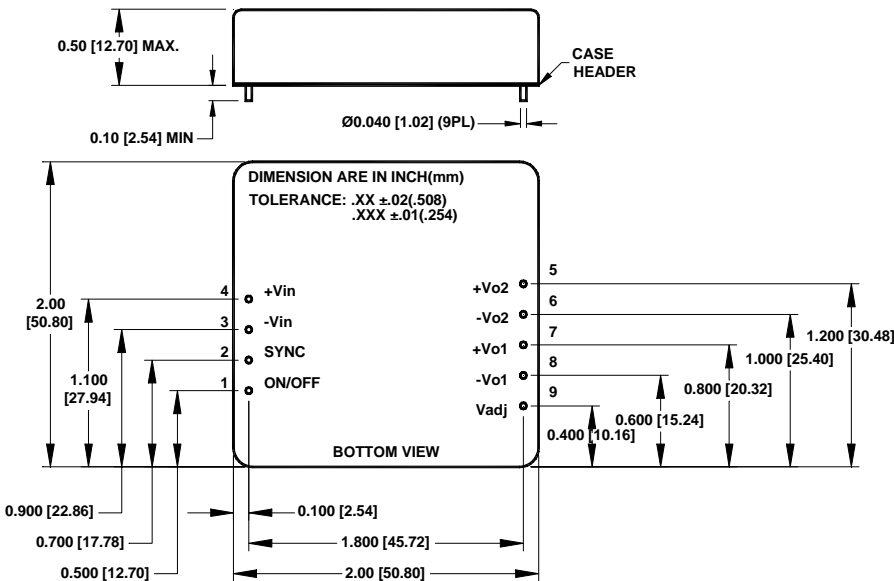 0.50 [12.70] MAX.
CASE
HEADER
0.10 [2.54] MIN
Ø0.040 [1.02] (9PL)
DIMENSION ARE IN INCH(mm)
TOLERANCE: .XX ±.02(.508)
.XXX ±.01(.254)
4 +Vin
3 -Vin
2 SYNC
1 ON/OFF
+Vo2 5
-Vo2 6
+Vo1 7
-Vo1 8
Vadj 9
2.00
[50.80]
1.100
[27.94]
1.200 [30.48]
1.000 [25.40]
0.800 [20.32]
0.600 [15.24]
0.400 [10.16]
BOTTOM VIEW
0.900 [22.86]
0.100 [2.54]
0.700 [17.78]
1.800 [45.72]
0.500 [12.70]
2.00 [50.80]